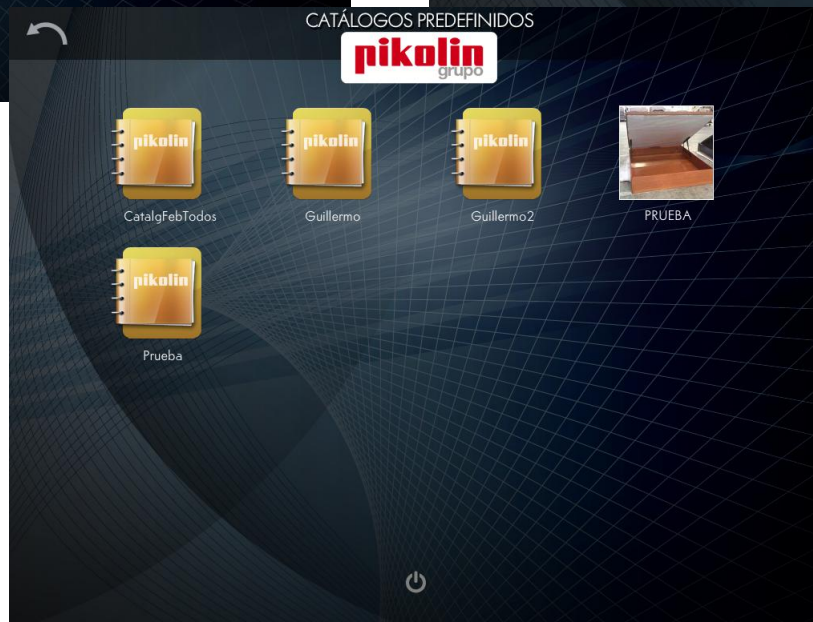 CATÁLOGOS PREDEFINIDOS
pikolin
grupo
pikolin
pikolin
pikolin
CatalgFebTodos
Guillermo
Guillermo2
PRUEBA
pikolin
Prueba